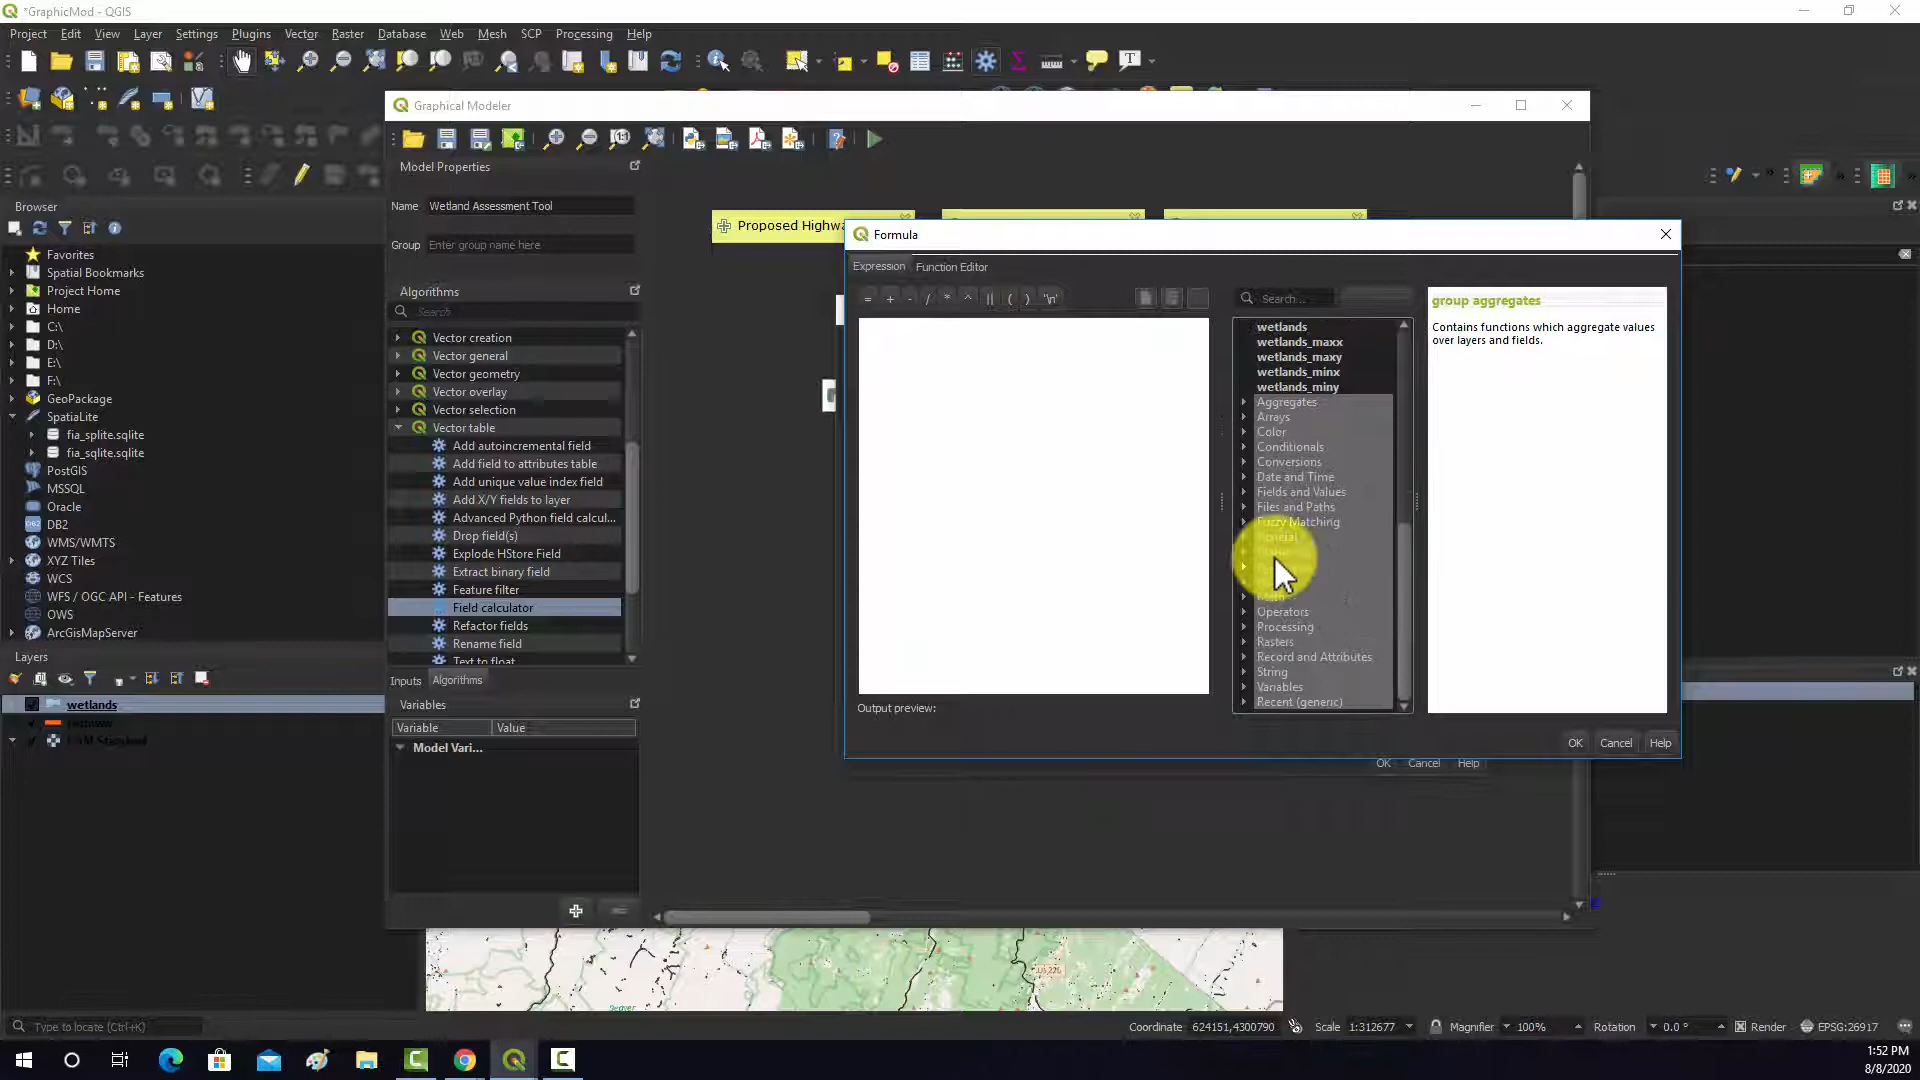 *GraphicMod - QGIS
Project Edit View Layer Settings Plugins Vector Raster Database Web Mesh SCP Processing Help
Graphical Modeler
Model Properties
Name Wetland Assessment Tool
Group Enter group name here
Algorithms
Search
Vector creation
Vector general
Vector geometry
Vector overlay
Vector selection
Vector table
Add autoincremental field
Add field to attributes table
Add unique value index field
Add X/Y fields to layer
Advanced Python field calcul...
Drop field(s)
Explode HStore Field
Extract binary field
Feature filter
Field calculator
Refactor fields
Rename field
Text to float
Inputs Algorithms
Variables
Variable Value
Model Vari...
Browser
Favorites
Spatial Bookmarks
Project Home
Home
C:\
D:\
E:\
F:\
GeoPackage
SpatiaLite
fia_splite.sqlite
fia_sqlite.sqlite
PostGIS
MSSQL
Oracle
DB2
WMS/WMTS
XYZ Tiles
WCS
WFS / OGC API - Features
OWS
ArcGisMapServer
Layers
wetlands
Proposed Highwa
Formula
Expression Function Editor
= + - / * ^ || ( ) '\n'
Search...
wetlands
wetlands_maxx
wetlands_maxy
wetlands_minx
wetlands_miny
Aggregates
Arrays
Color
Conditionals
Conversions
Date and Time
Fields and Values
Files and Paths
Fuzzy Matching
General
Math
Operators
Processing
Rasters
Record and Attributes
String
Variables
Recent (generic)
group aggregates
Contains functions which aggregate values
over layers and fields.
Output preview:
OK Cancel Help
OK Cancel Help
US 220
Beaver
Type to locate (Ctrl+K)
Coordinate 624151,4300790 Scale 1:312677 Magnifier 100% Rotation 0.0 ° Render EPSG:26917
1:52 PM
8/8/2020